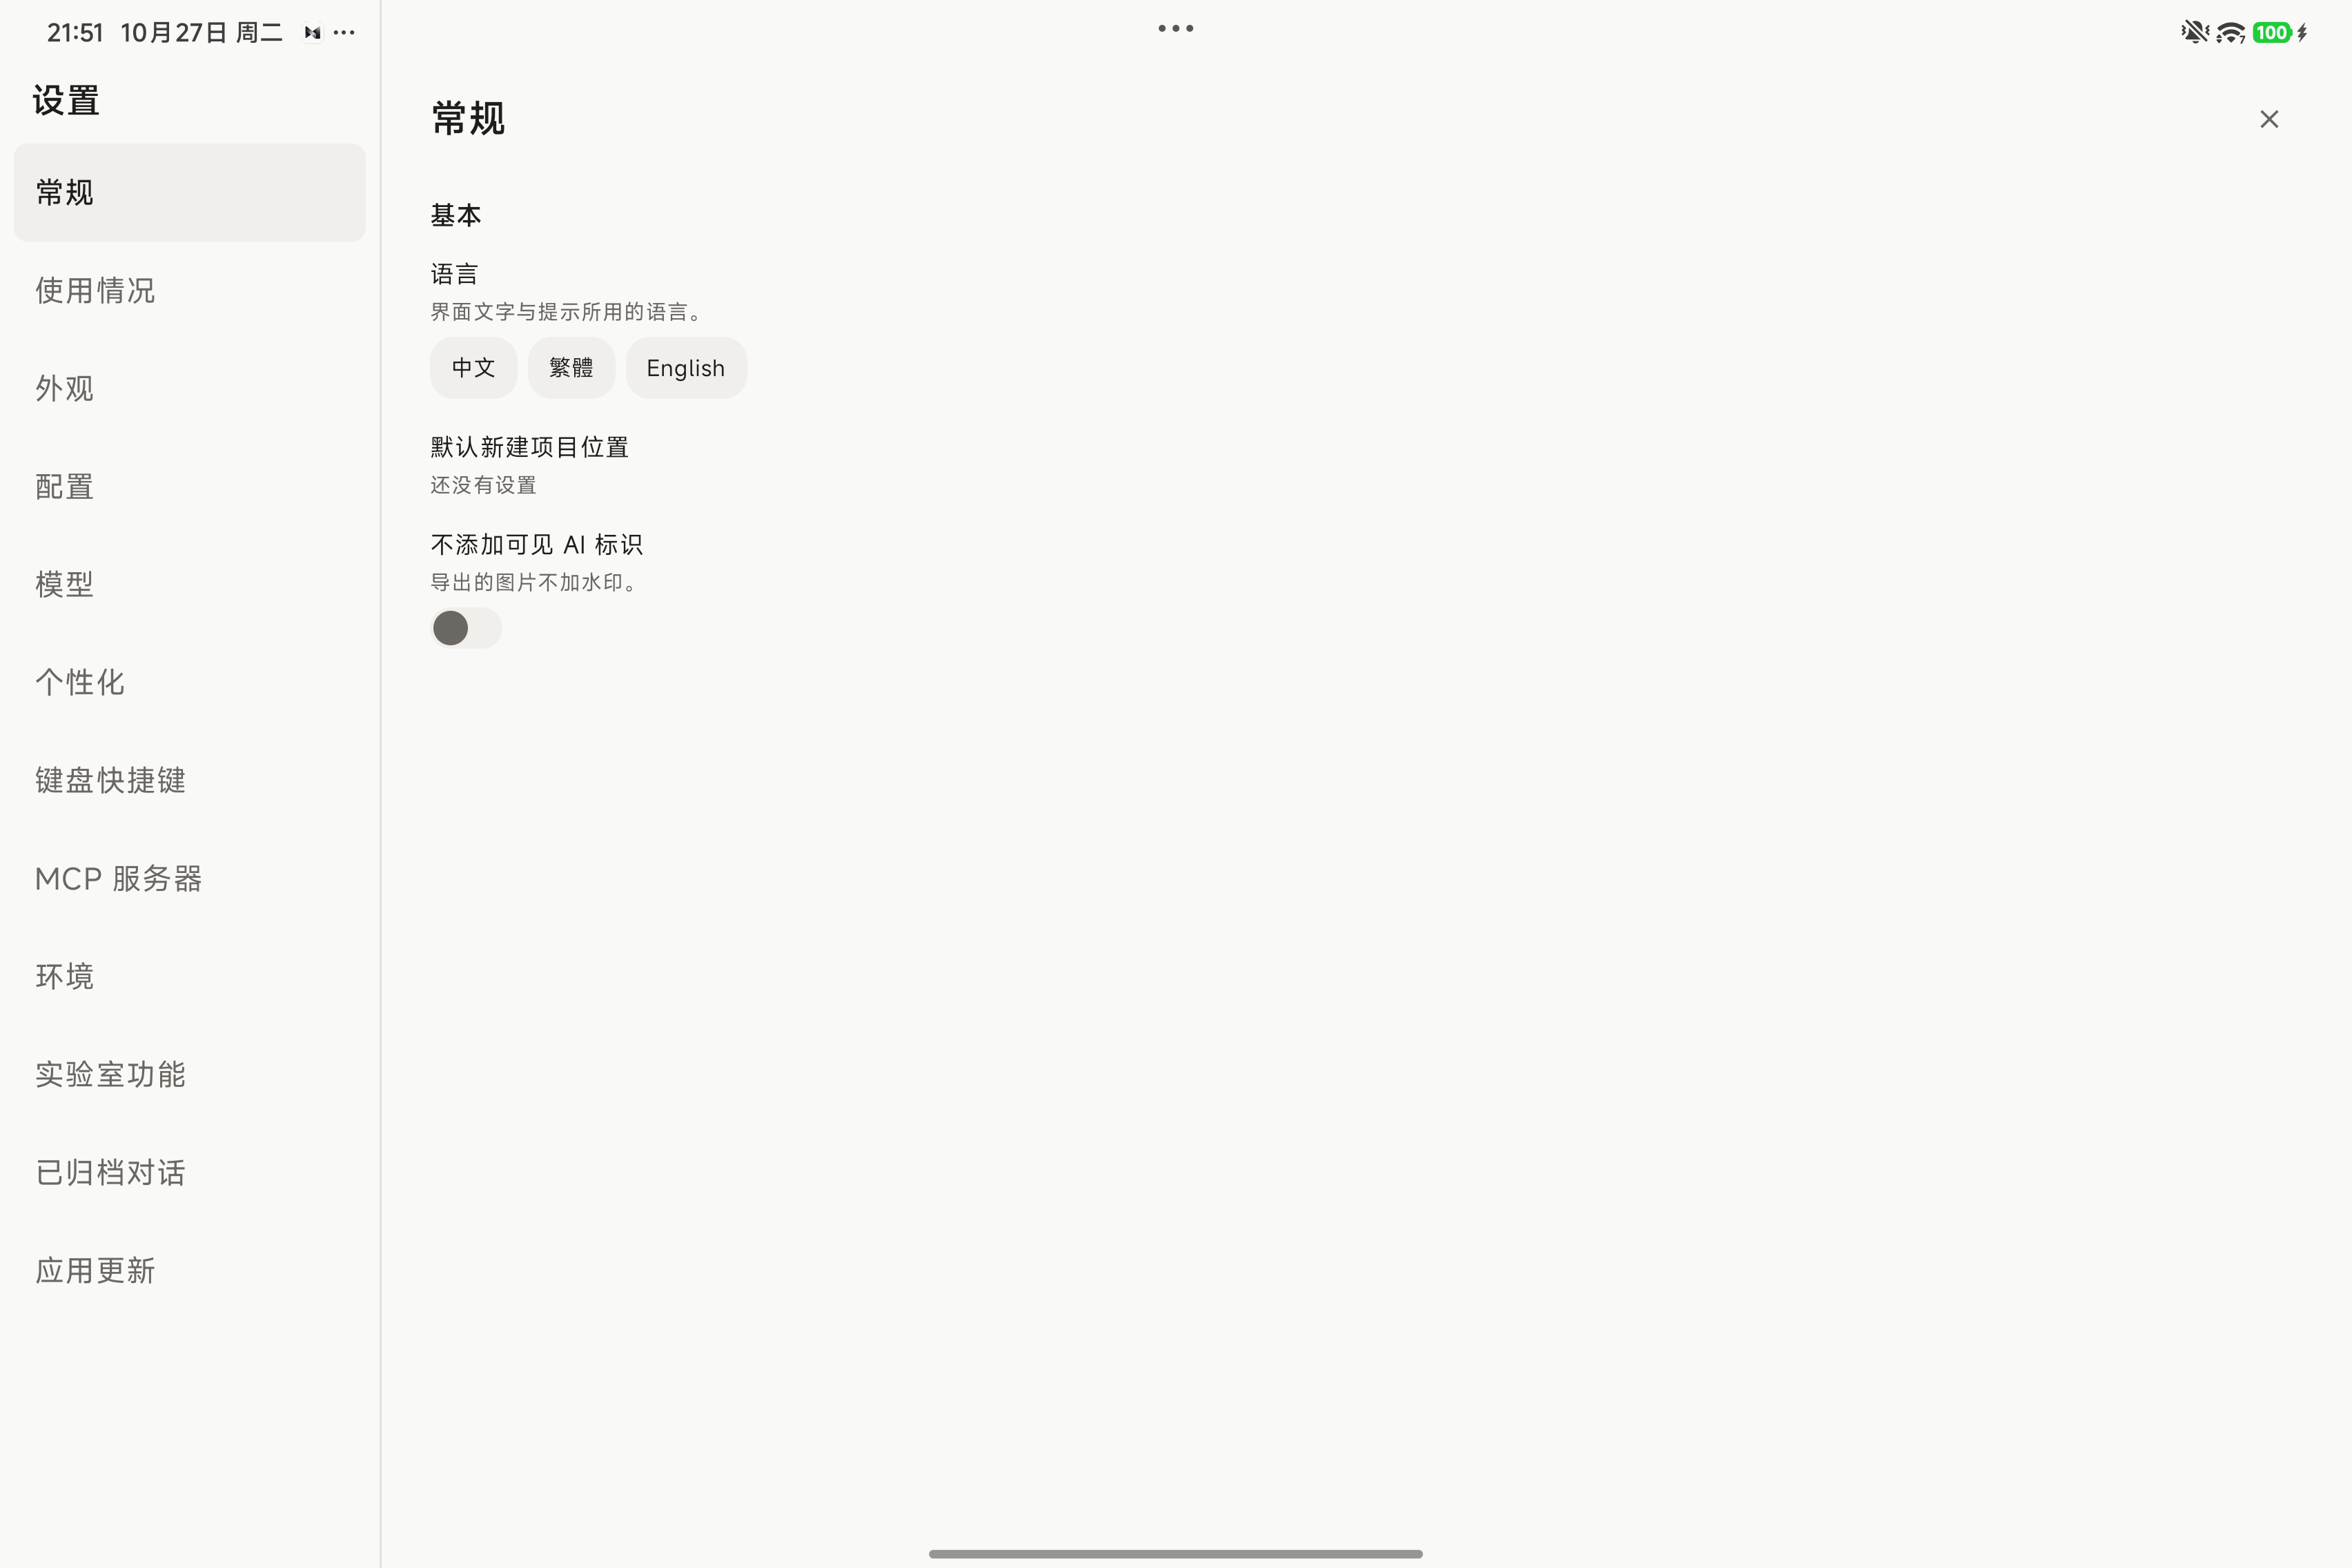 21:51 10月27日 周二
100
设置
常规
使用情况
外观
配置
模型
个性化
键盘快捷键
MCP 服务器
环境
实验室功能
已归档对话
应用更新
常规
基本
语言
界面文字与提示所用的语言。
中文 繁體 English
默认新建项目位置
还没有设置
不添加可见 AI 标识
导出的图片不加水印。